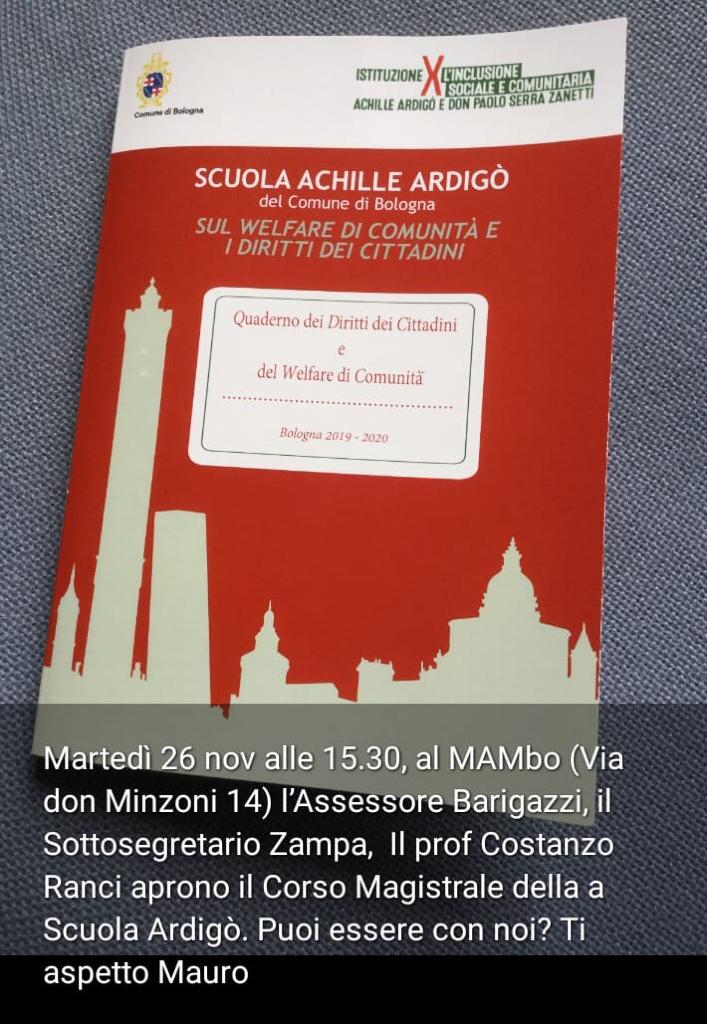 Comune di Bologna
ISTITUZIONE X L'INCLUSIONE
SOCIALE E COMUNITARIA
ACHILLE ARDIGÒ E DON PAOLO SERRA ZANETTI
SCUOLA ACHILLE ARDIGÒ
del Comune di Bologna
SUL WELFARE DI COMUNITÀ E
I DIRITTI DEI CITTADINI
Quaderno dei Diritti dei Cittadini
e
del Welfare di Comunità
Bologna 2019 - 2020
Martedì 26 nov alle 15.30, al MAMbo (Via
don Minzoni 14) l’Assessore Barigazzi, il
Sottosegretario Zampa,  Il prof Costanzo
Ranci aprono il Corso Magistrale della a
Scuola Ardigò. Puoi essere con noi? Ti
aspetto Mauro